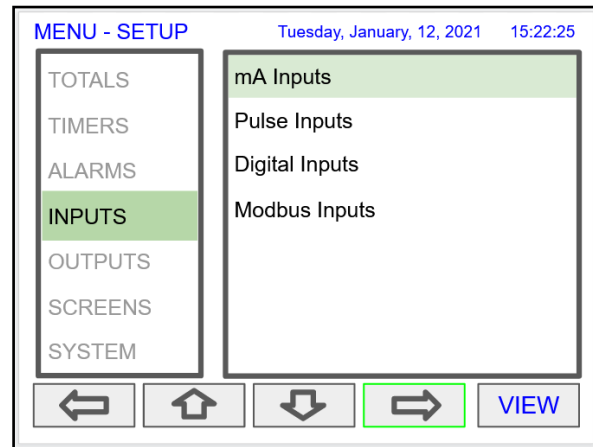 MENU - SETUP Tuesday, January, 12, 2021 15:22:25
TOTALS
TIMERS
ALARMS
INPUTS
OUTPUTS
SCREENS
SYSTEM
mA Inputs
Pulse Inputs
Digital Inputs
Modbus Inputs
VIEW